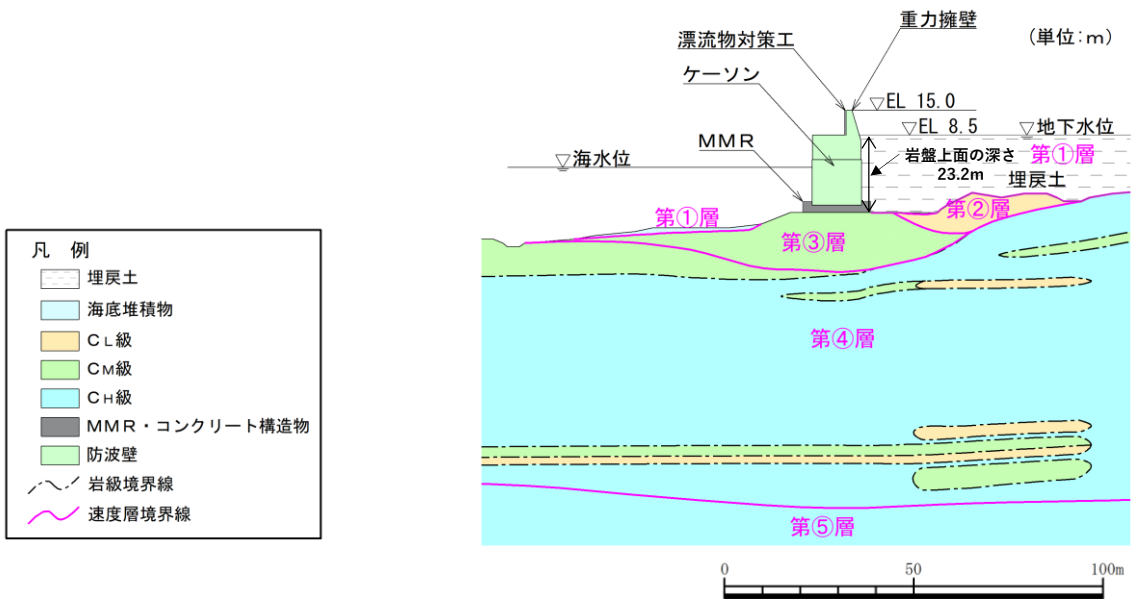 重力擁壁
(単位:m)
漂流物対策工
ケーソン
▽EL 15.0
▽EL 8.5
▽地下水位
MMR
▽海水位
岩盤上面の深さ
23.2m
第①層
埋戻土
第①層
第②層
第③層
第④層
第⑤層
凡 例
埋戻土
海底堆積物
CL級
CM級
CH級
MMR・コンクリート構造物
防波壁
岩級境界線
速度層境界線
0 50 100m